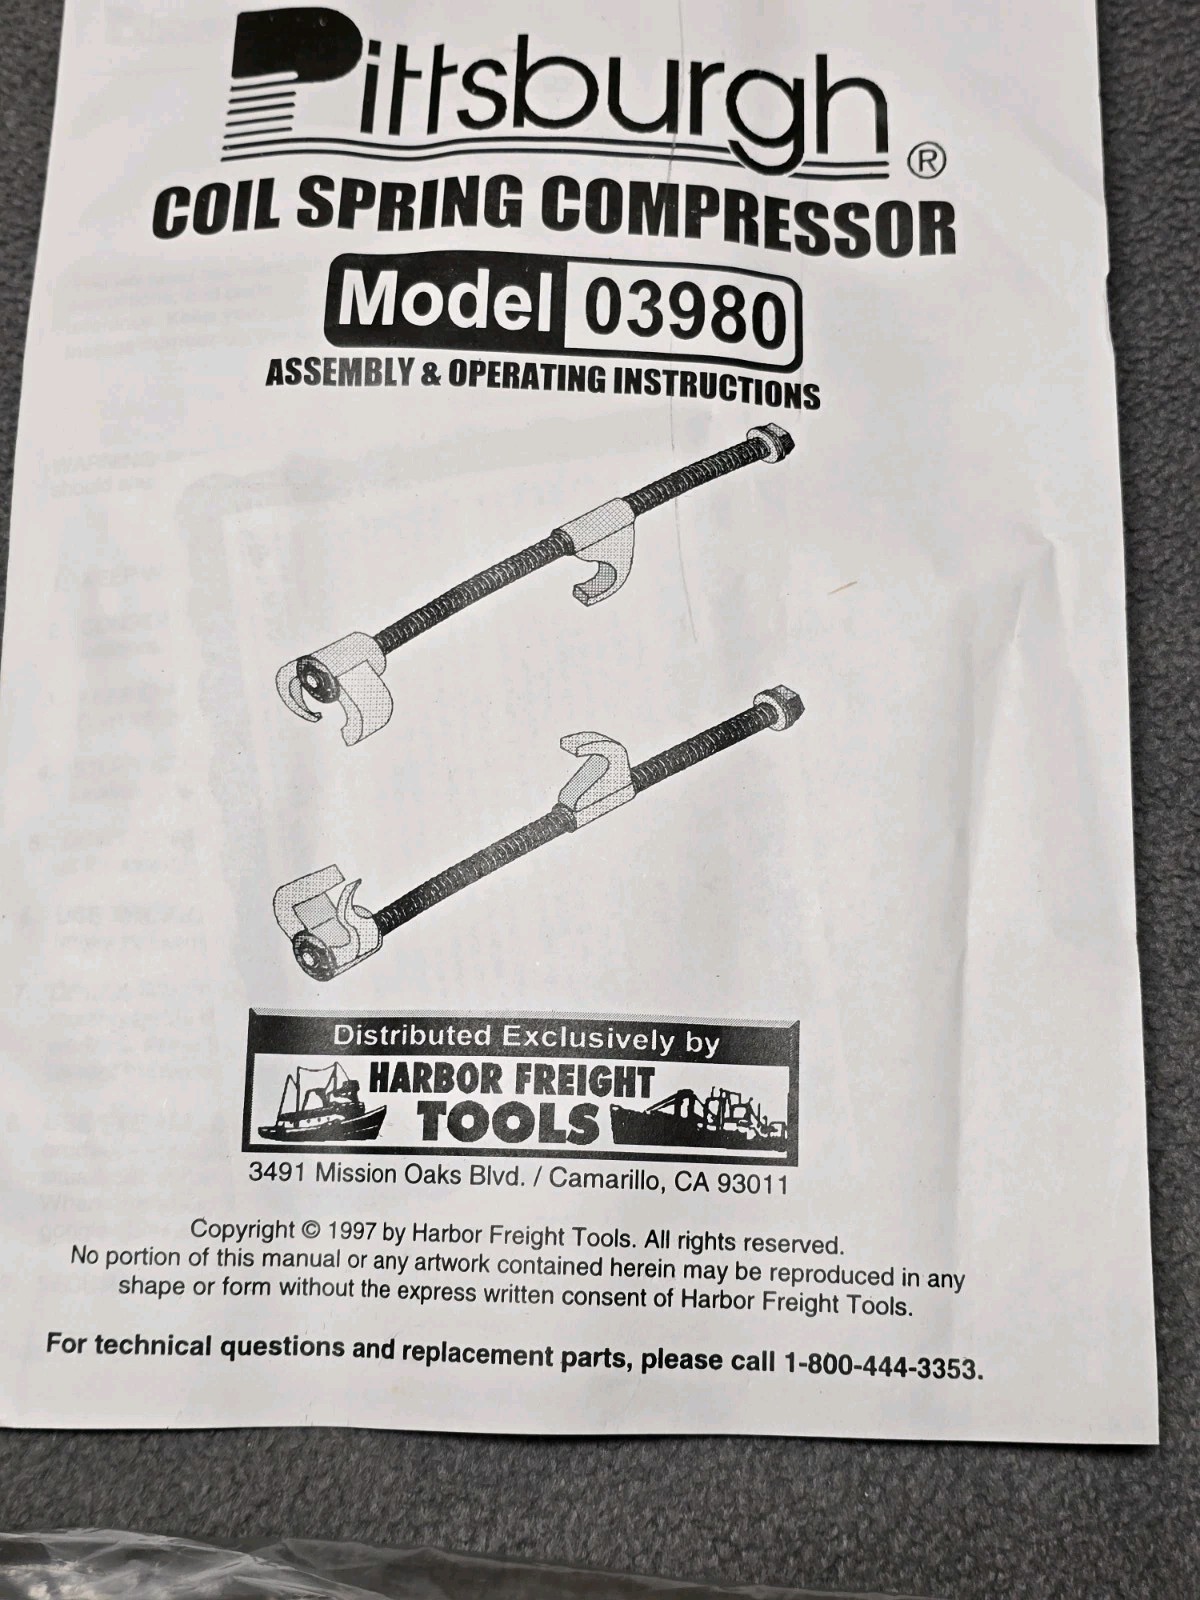 Pittsburgh ®
COIL SPRING COMPRESSOR
Model 03980
ASSEMBLY & OPERATING INSTRUCTIONS
Distributed Exclusively by
HARBOR FREIGHT
TOOLS
3491 Mission Oaks Blvd. / Camarillo, CA 93011
Copyright © 1997 by Harbor Freight Tools. All rights reserved.
No portion of this manual or any artwork contained herein may be reproduced in any
shape or form without the express written consent of Harbor Freight Tools.
For technical questions and replacement parts, please call 1-800-444-3353.